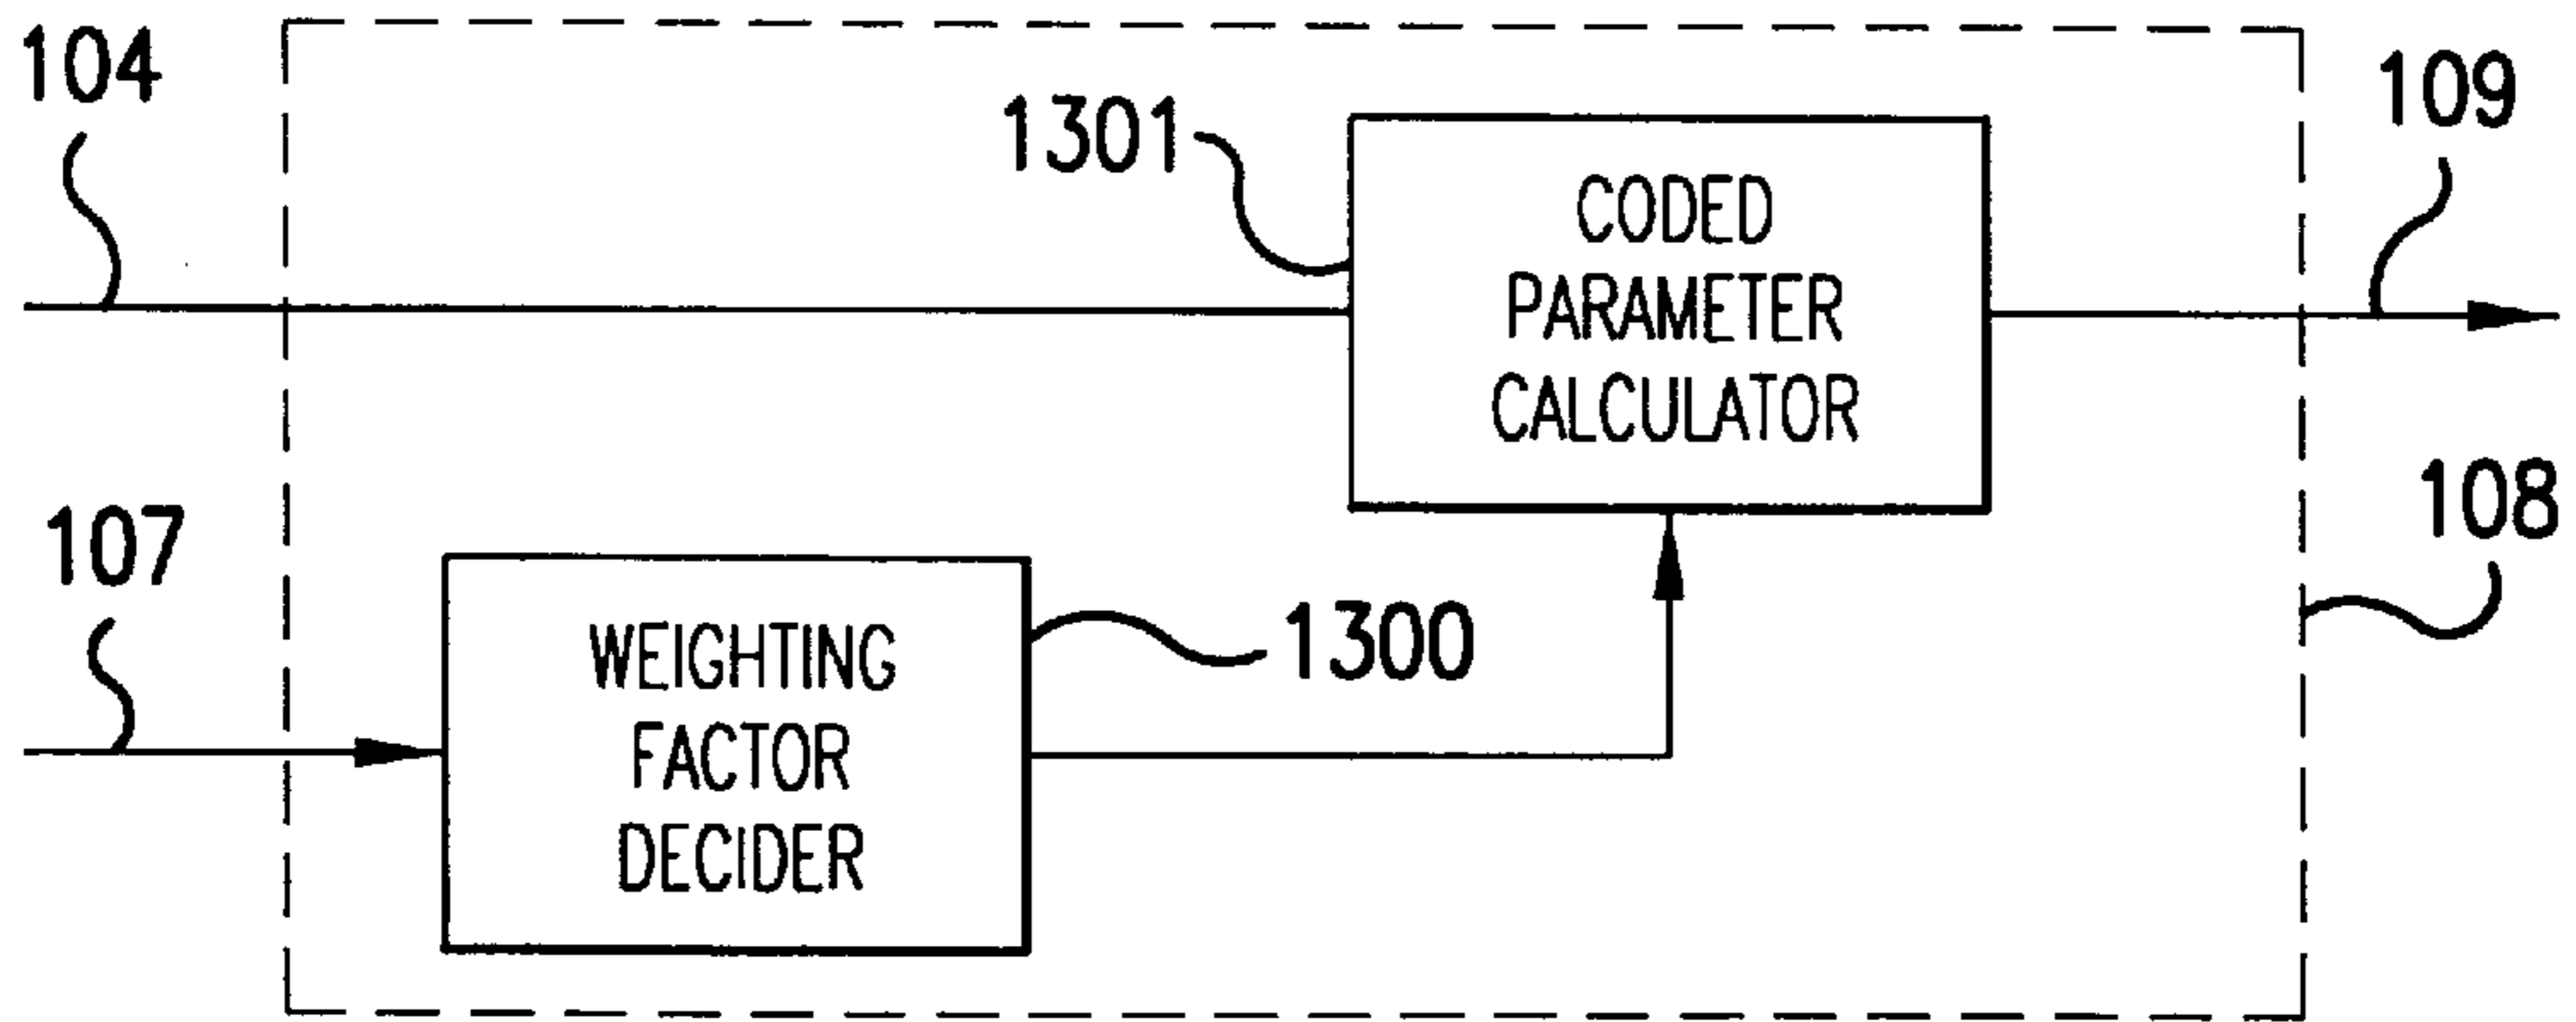 104
1301
109
CODED
PARAMETER
CALCULATOR
107
108
1300
WEIGHTING
FACTOR
DECIDER